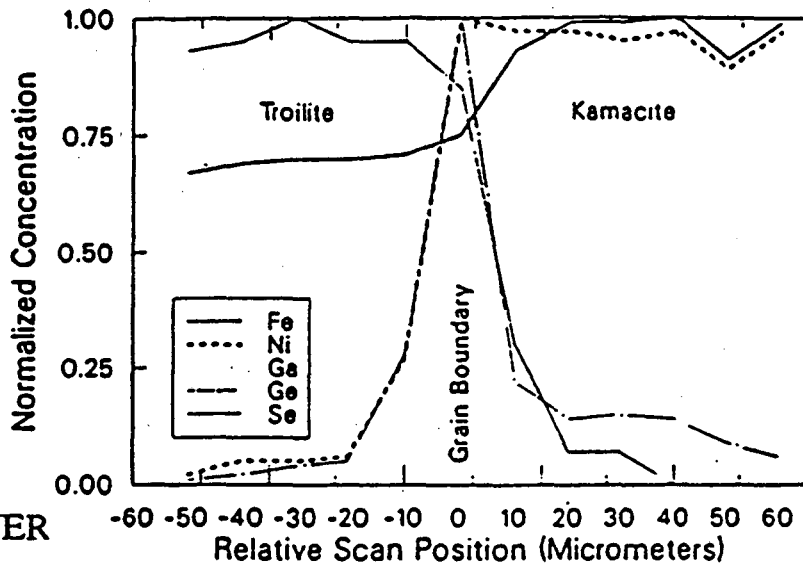 1.00
0.75
0.50
0.25
0.00
Normalized Concentration
Troilite
Kamacite
Grain Boundary
Fe
Ni
Ga
Ge
Se
ER
-60 -50 -40 -30 -20 -10 0 10 20 30 40 50 60
Relative Scan Position (Micrometers)